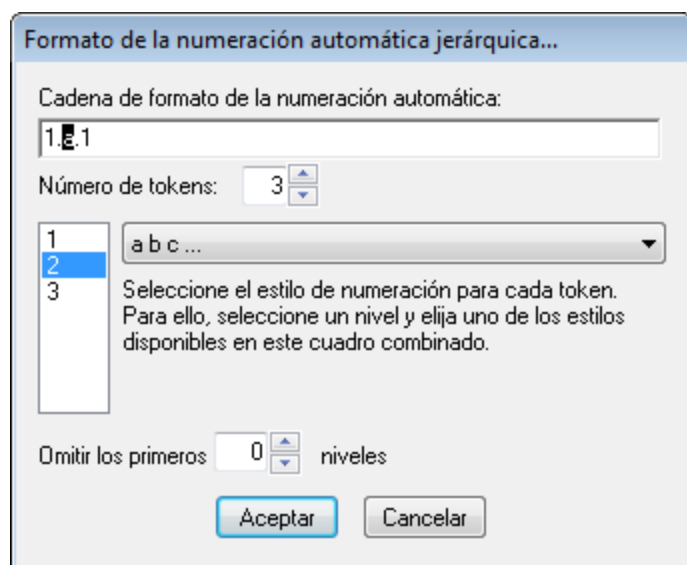 Formato de la numeración automática jerárquica...
Cadena de formato de la numeración automática:
1.a.1
Número de tokens: 3
1
2
3
a b c ...
Seleccione el estilo de numeración para cada token.
Para ello, seleccione un nivel y elija uno de los estilos
disponibles en este cuadro combinado.
Omitir los primeros 0 niveles
Aceptar Cancelar